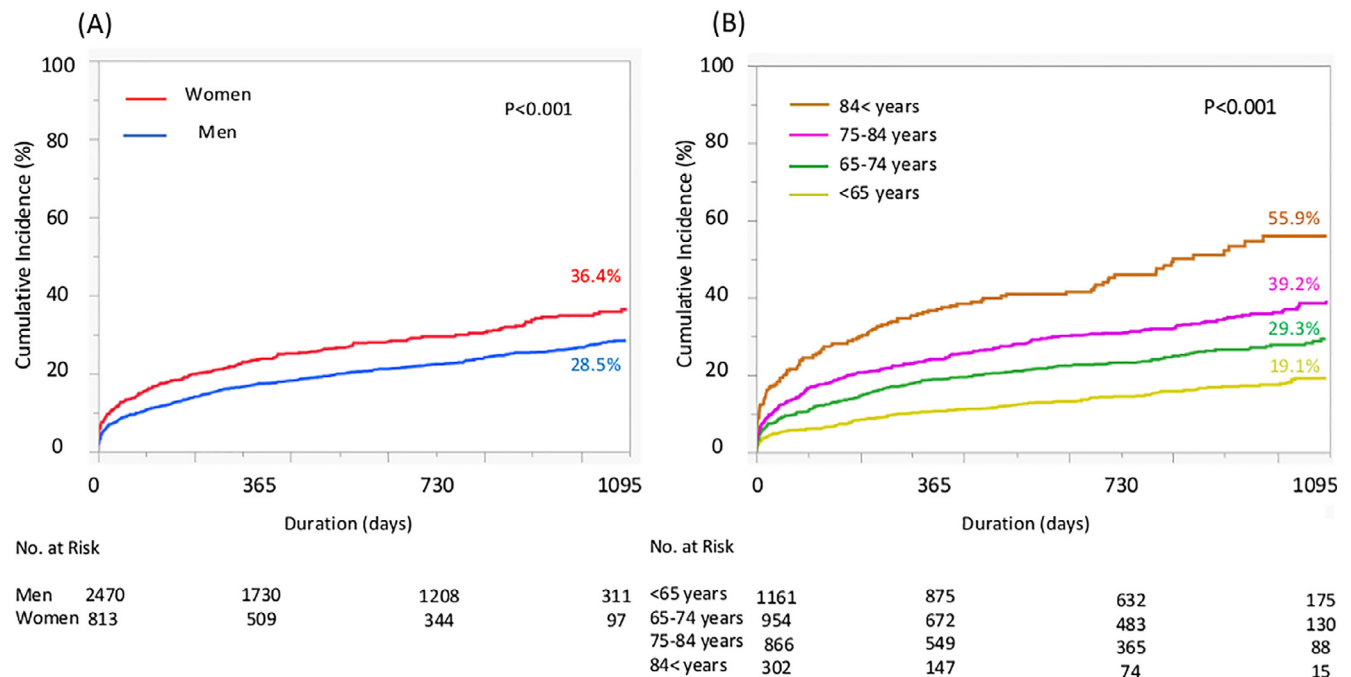 (A)
100
80
60
40
20
0
Cumulative Incidence (%)
Women
Men
P<0.001
36.4%
28.5%
0 365 730 1095
Duration (days)
No. at Risk
Men 2470 1730 1208 311
Women 813 509 344 97
(B)
100
80
60
40
20
0
Cumulative Incidence (%)
84< years
75-84 years
65-74 years
<65 years
P<0.001
55.9%
39.2%
29.3%
19.1%
0 365 730 1095
Duration (days)
No. at Risk
<65 years 1161 875 632 175
65-74 years 954 672 483 130
75-84 years 866 549 365 88
84< years 302 147 74 15